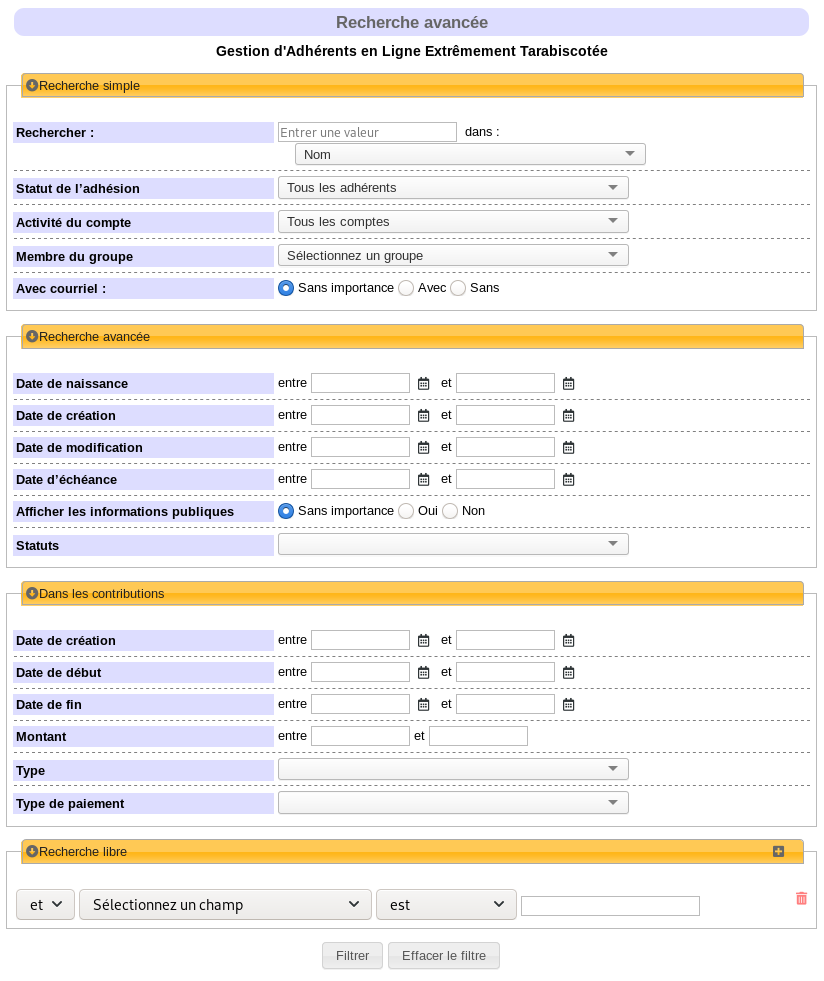 Recherche avancée
Gestion d'Adhérents en Ligne Extrêmement Tarabiscotée
Recherche simple
Rechercher : Entrer une valeur dans :
Nom
Statut de l’adhésion Tous les adhérents
Activité du compte Tous les comptes
Membre du groupe Sélectionnez un groupe
Avec courriel : Sans importance Avec Sans
Recherche avancée
Date de naissance entre et
Date de création entre et
Date de modification entre et
Date d’échéance entre et
Afficher les informations publiques Sans importance Oui Non
Statuts
Dans les contributions
Date de création entre et
Date de début entre et
Date de fin entre et
Montant entre et
Type
Type de paiement
Recherche libre
et Sélectionnez un champ est
Filtrer Effacer le filtre